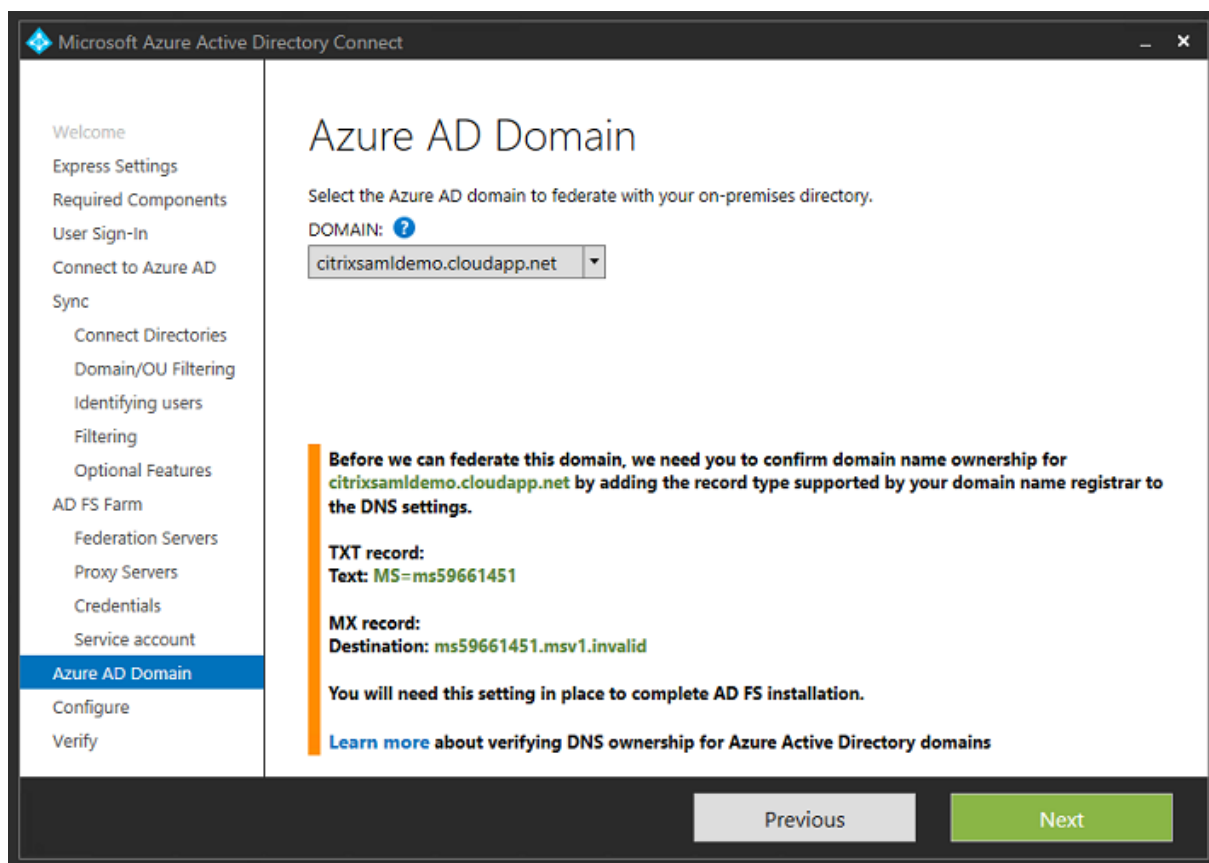 Microsoft Azure Active Directory Connect
Welcome
Express Settings
Required Components
User Sign-In
Connect to Azure AD
Sync
Connect Directories
Domain/OU Filtering
Identifying users
Filtering
Optional Features
AD FS Farm
Federation Servers
Proxy Servers
Credentials
Service account
Azure AD Domain
Configure
Verify
Azure AD Domain
Select the Azure AD domain to federate with your on-premises directory.
DOMAIN: ?
citrixsamldemo.cloudapp.net
Before we can federate this domain, we need you to confirm domain name ownership for
citrixsamldemo.cloudapp.net by adding the record type supported by your domain name registrar to
the DNS settings.
TXT record:
Text: MS=ms59661451
MX record:
Destination: ms59661451.msv1.invalid
You will need this setting in place to complete AD FS installation.
Learn more about verifying DNS ownership for Azure Active Directory domains
Previous
Next